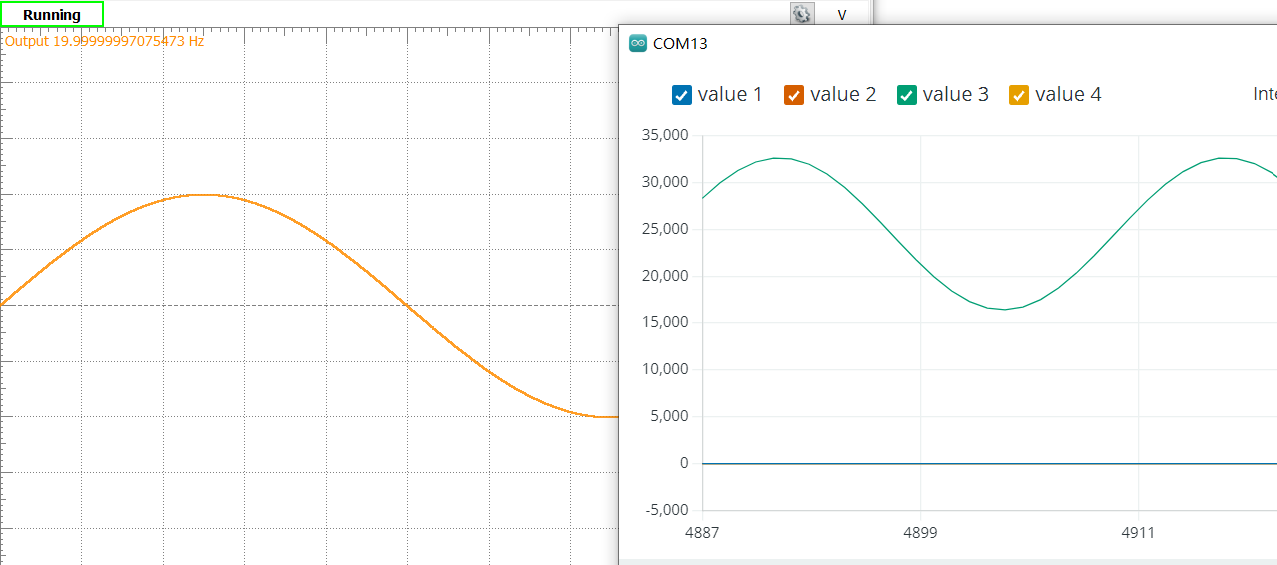 Running
V
Output 19.99999997075473 Hz
COM13
value 1 value 2 value 3 value 4
Inte
35,000
30,000
25,000
20,000
15,000
10,000
5,000
0
-5,000
4887 4899 4911